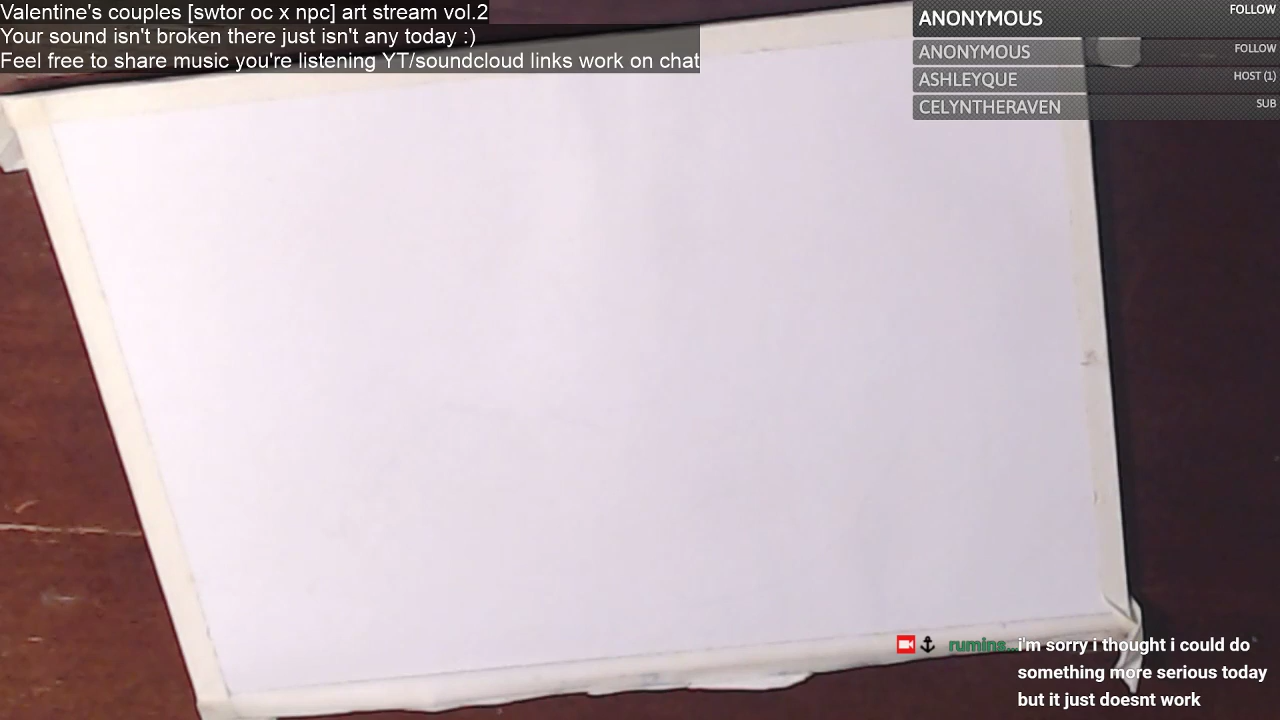 Valentine's couples [swtor oc x npc] art stream vol.2
Your sound isn't broken there just isn't any today :)
Feel free to share music you're listening YT/soundcloud links work on chat
ANONYMOUS FOLLOW
ANONYMOUS FOLLOW
ASHLEYQUE HOST (1)
CELYNTHERAVEN SUB
rumins... i'm sorry i thought i could do
something more serious today
but it just doesnt work